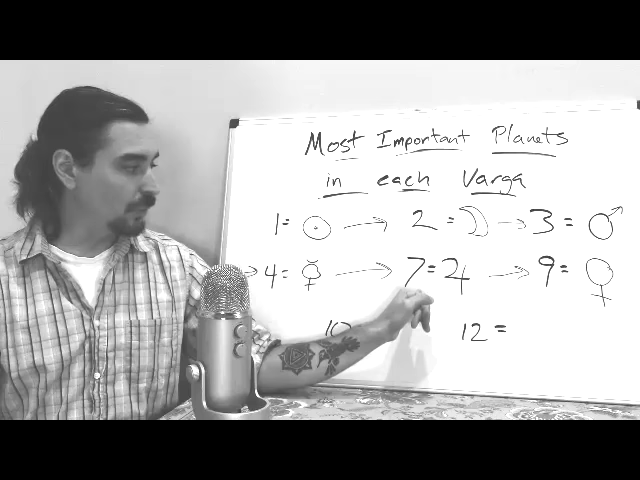 Most Important Planets
in each Varga
1 = ☉ → 2 = ☽ → 3 = ♂
→ 4 = ☿ → 7 = ♃ → 9 = ♀
10 12 =